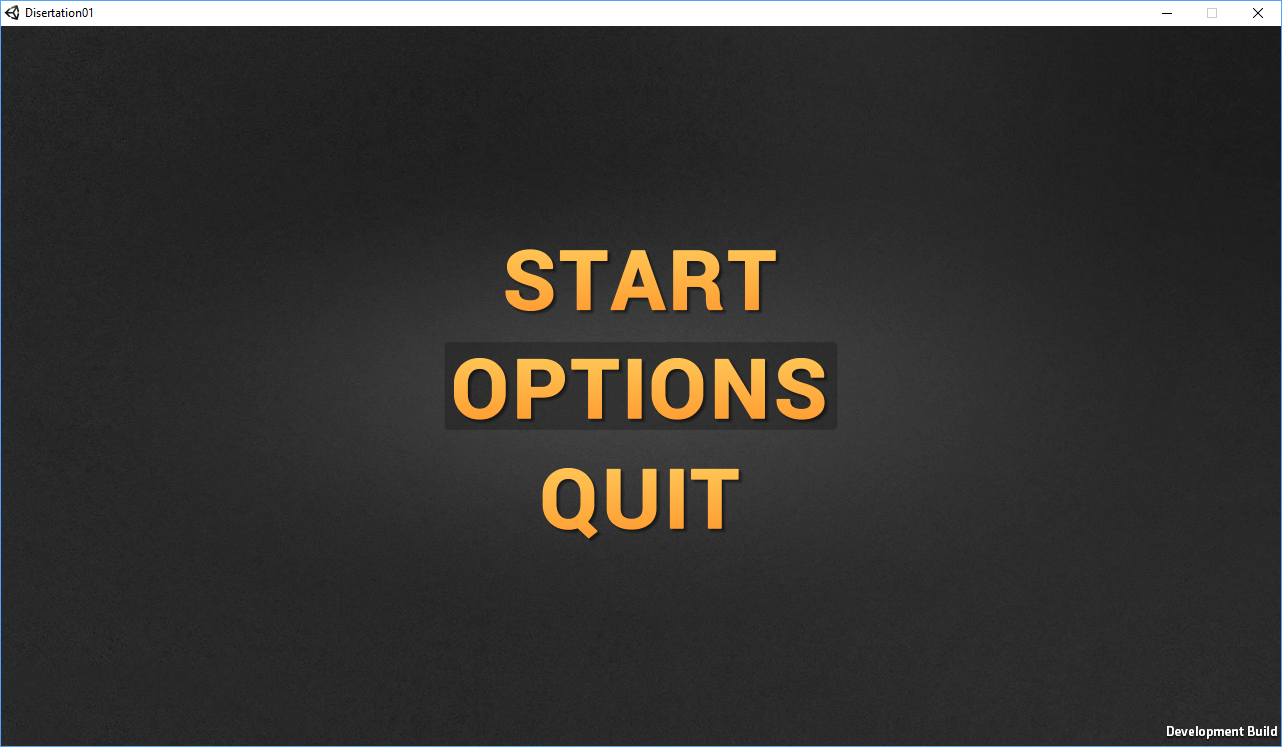 Disertation01
START
OPTIONS
QUIT
Development Build